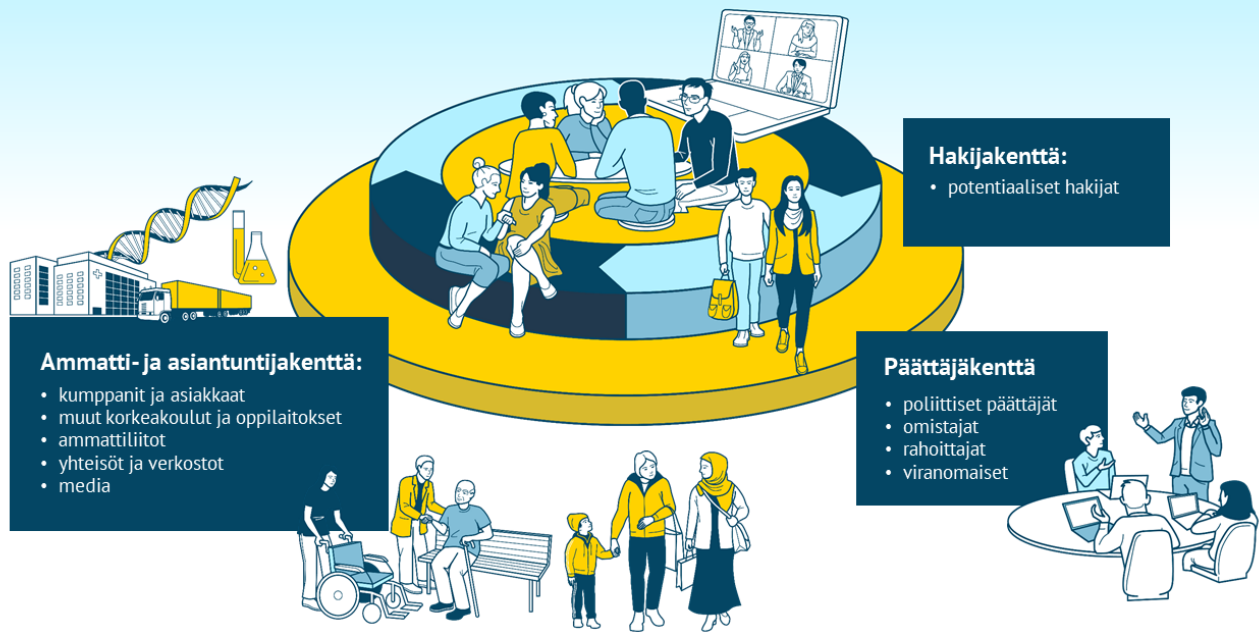 Hakijakenttä:
• potentiaaliset hakijat
Ammatti- ja asiantuntijakenttä:
• kumppanit ja asiakkaat
• muut korkeakoulut ja oppilaitokset
• ammattiliitot
• yhteisöt ja verkostot
• media
Päättäjäkenttä
• poliittiset päättäjät
• omistajat
• rahoittajat
• viranomaiset